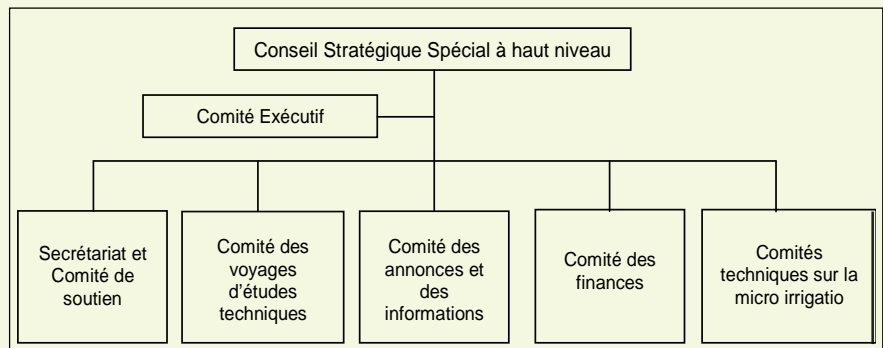 Conseil Stratégique Spécial à haut niveau
Comité Exécutif
Secrétariat et
Comité de
soutien
Comité des
voyages
d'études
techniques
Comité des
annonces et
des
informations
Comité des
finances
Comités
techniques sur la
micro irrigatio